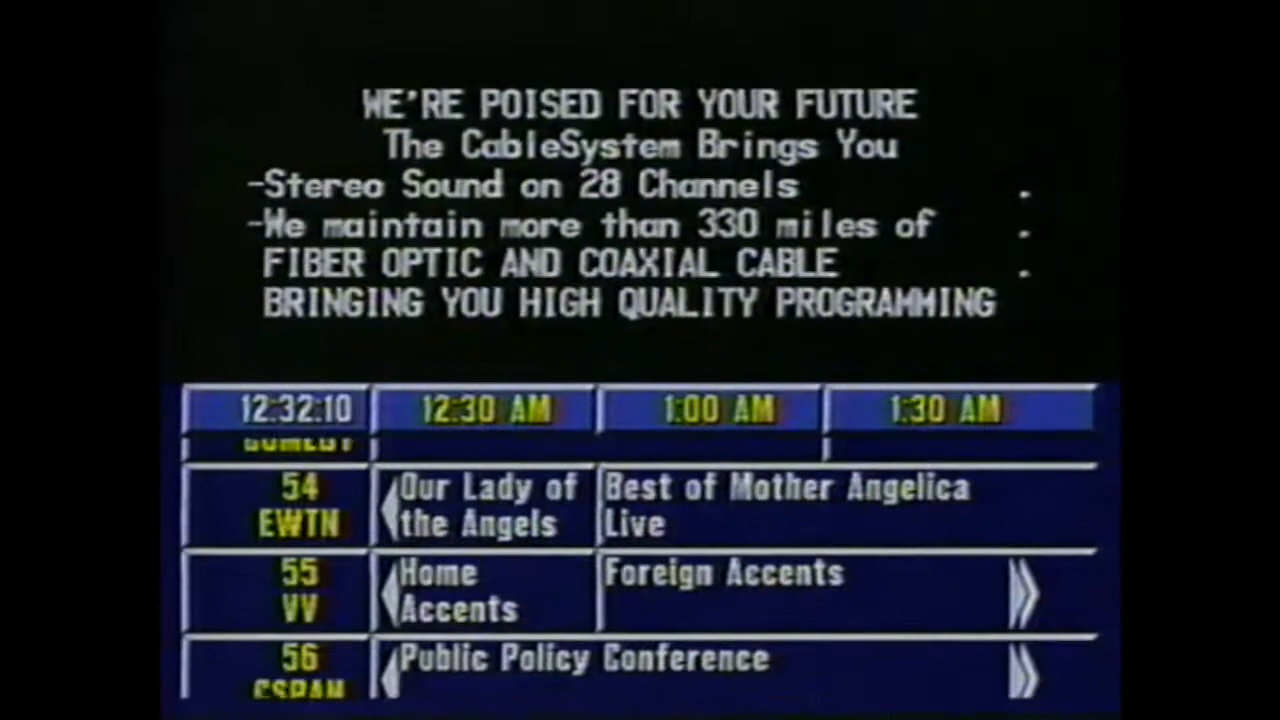 WE'RE POISED FOR YOUR FUTURE
The CableSystem Brings You
-Stereo Sound on 28 Channels .
-We maintain more than 330 miles of .
FIBER OPTIC AND COAXIAL CABLE .
BRINGING YOU HIGH QUALITY PROGRAMMING
12:32:10 12:30 AM 1:00 AM 1:30 AM
COMEDY
54 Our Lady of Best of Mother Angelica
EWTN the Angels Live
55 Home Foreign Accents
VV Accents
56 Public Policy Conference
CSPAN